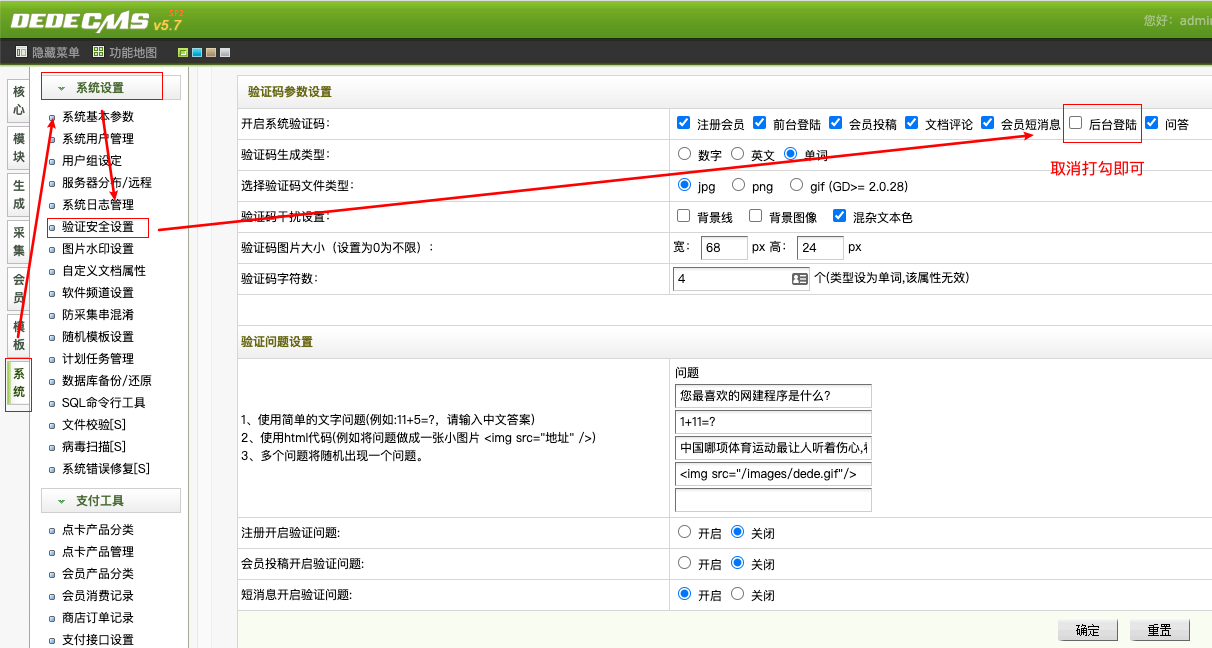 DEDECMS v5.7 SP2
您好：admi
隐藏菜单 功能地图
核心
模块
生成
采集
会员
模板
系统
系统设置
系统基本参数
系统用户管理
用户组设定
服务器分布/远程
系统日志管理
验证安全设置
图片水印设置
自定义文档属性
软件频道设置
防采集串混淆
随机模板设置
计划任务管理
数据库备份/还原
SQL命令行工具
文件校验[S]
病毒扫描[S]
系统错误修复[S]
支付工具
点卡产品分类
点卡产品管理
会员产品分类
会员消费记录
商店订单记录
支付接口设置
验证码参数设置
开启系统验证码： 注册会员 前台登陆 会员投稿 文档评论 会员短消息 后台登陆 问答
取消打勾即可
验证码生成类型： 数字 英文 单词
选择验证码文件类型： jpg png gif (GD>= 2.0.28)
验证码干扰设置： 背景线 背景图像 混杂文本色
验证码图片大小（设置为0为不限）： 宽： 68 px 高： 24 px
验证码字符数： 4 个(类型设为单词,该属性无效)
验证问题设置
1、使用简单的文字问题(例如:11+5=?，请输入中文答案)
2、使用html代码(例如将问题做成一张小图片 <img src="地址" />)
3、多个问题将随机出现一个问题。
问题
您最喜欢的网建程序是什么?
1+11=?
中国哪项体育运动最让人听着伤心,
<img src="/images/dede.gif"/>
注册开启验证问题: 开启 关闭
会员投稿开启验证问题: 开启 关闭
短消息开启验证问题: 开启 关闭
确定 重置